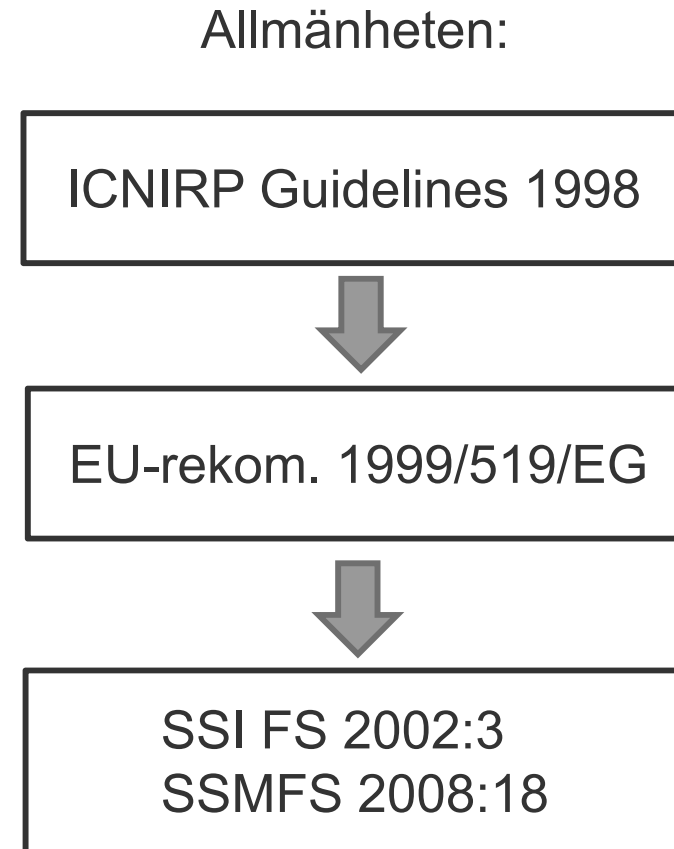 Allmänheten:
ICNIRP Guidelines 1998
EU-rekom. 1999/519/EG
SSI FS 2002:3
SSMFS 2008:18